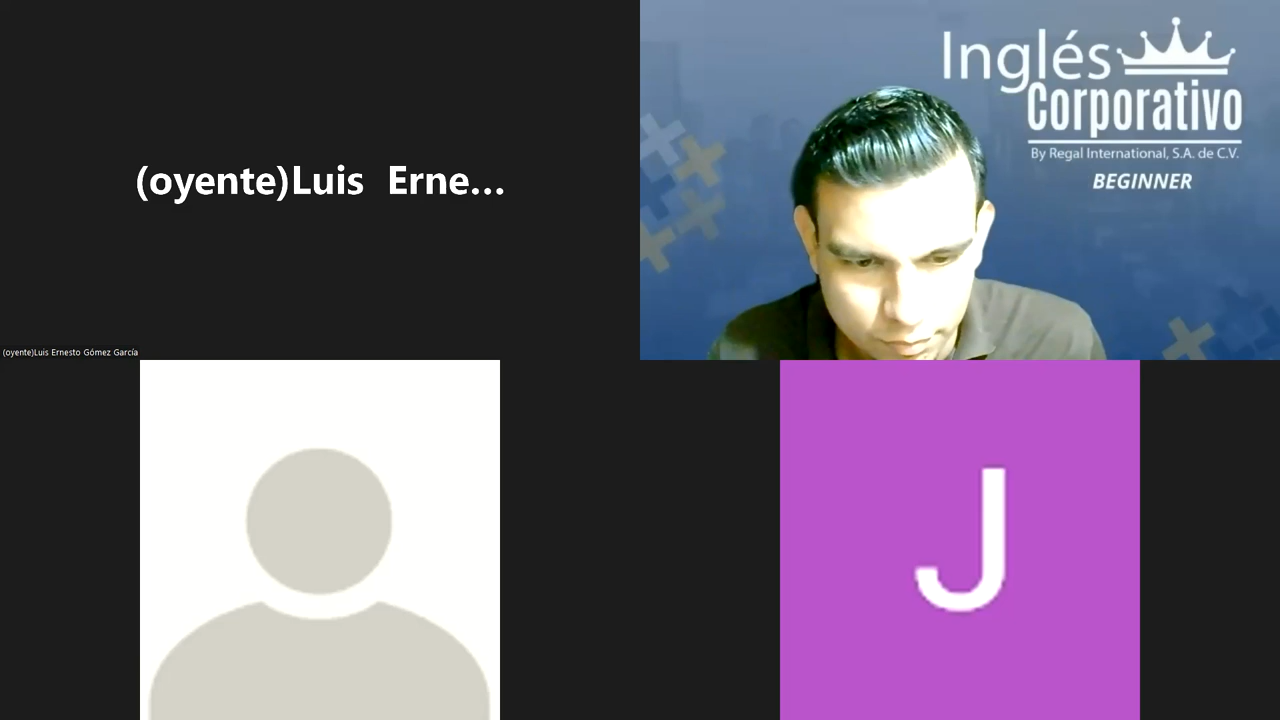 (oyente)Luis Erne...
(oyente)Luis Ernesto Gómez García
Inglés
Corporativo
By Regal International, S.A. de C.V.
BEGINNER
J